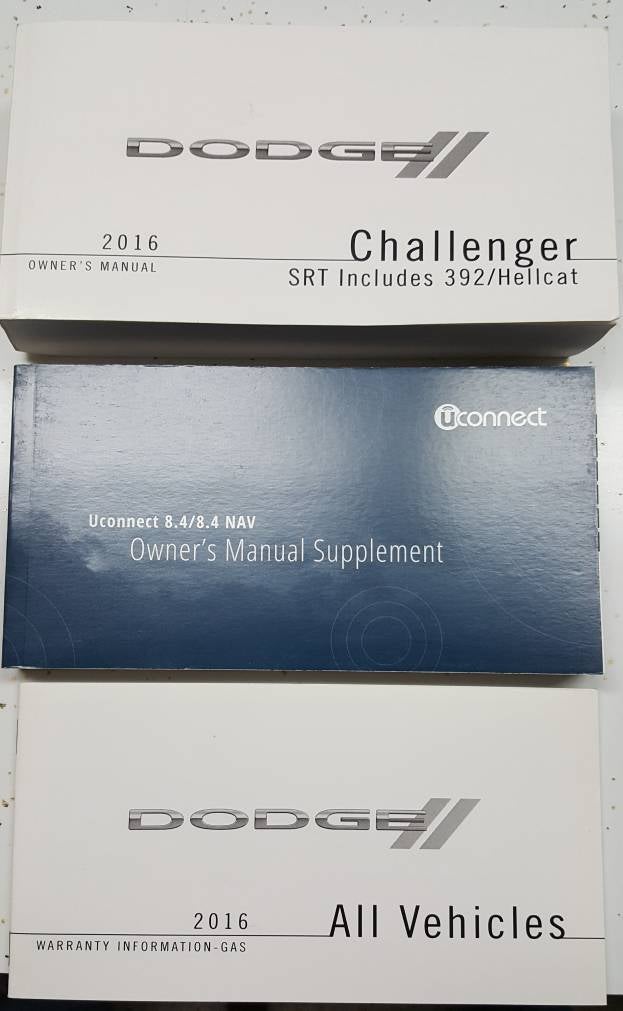 DODGE
2016
Challenger
OWNER'S MANUAL
SRT Includes 392/Hellcat
uconnect
Uconnect 8.4/8.4 NAV
Owner's Manual Supplement
DODGE
2016
All Vehicles
WARRANTY INFORMATION-GAS